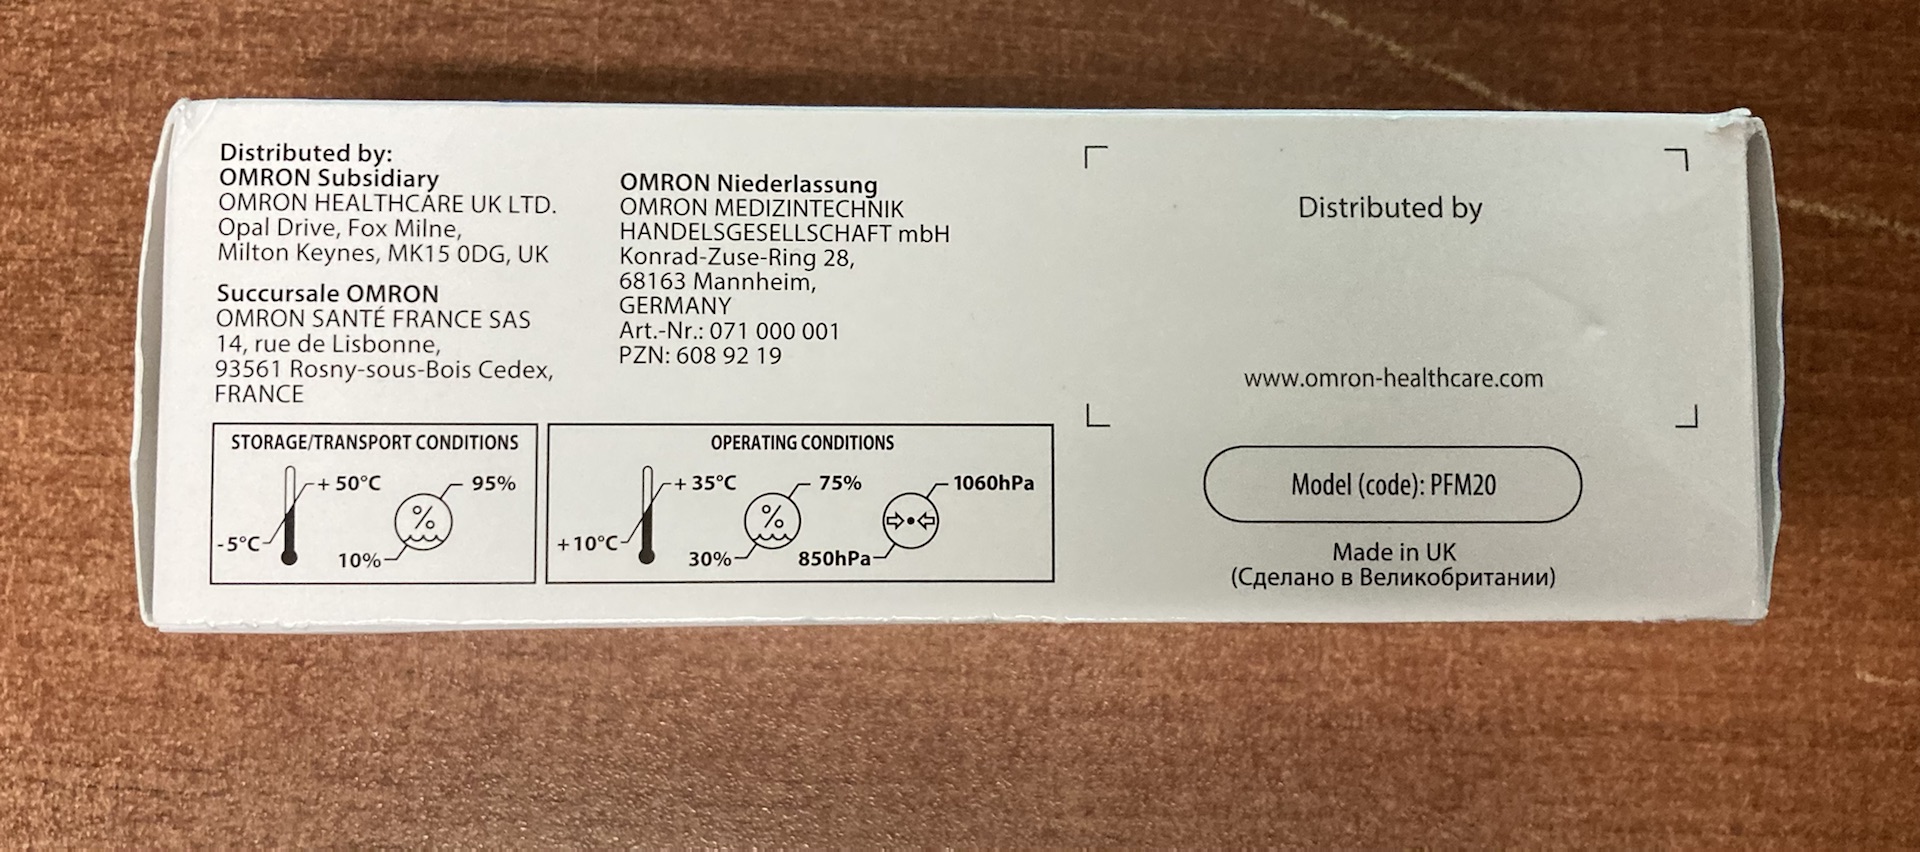 Distributed by:
OMRON Subsidiary
OMRON HEALTHCARE UK LTD.
Opal Drive, Fox Milne,
Milton Keynes, MK15 0DG, UK
Succursale OMRON
OMRON SANTÉ FRANCE SAS
14, rue de Lisbonne,
93561 Rosny-sous-Bois Cedex,
FRANCE
OMRON Niederlassung
OMRON MEDIZINTECHNIK
HANDELSGESELLSCHAFT mbH
Konrad-Zuse-Ring 28,
68163 Mannheim,
GERMANY
Art.-Nr.: 071 000 001
PZN: 608 92 19
STORAGE/TRANSPORT CONDITIONS
+ 50°C
95%
%
-5°C
10%
OPERATING CONDITIONS
+ 35°C
75%
1060hPa
%
+10°C
30%
850hPa
Distributed by
www.omron-healthcare.com
Model (code): PFM20
Made in UK
(Сделано в Великобритании)